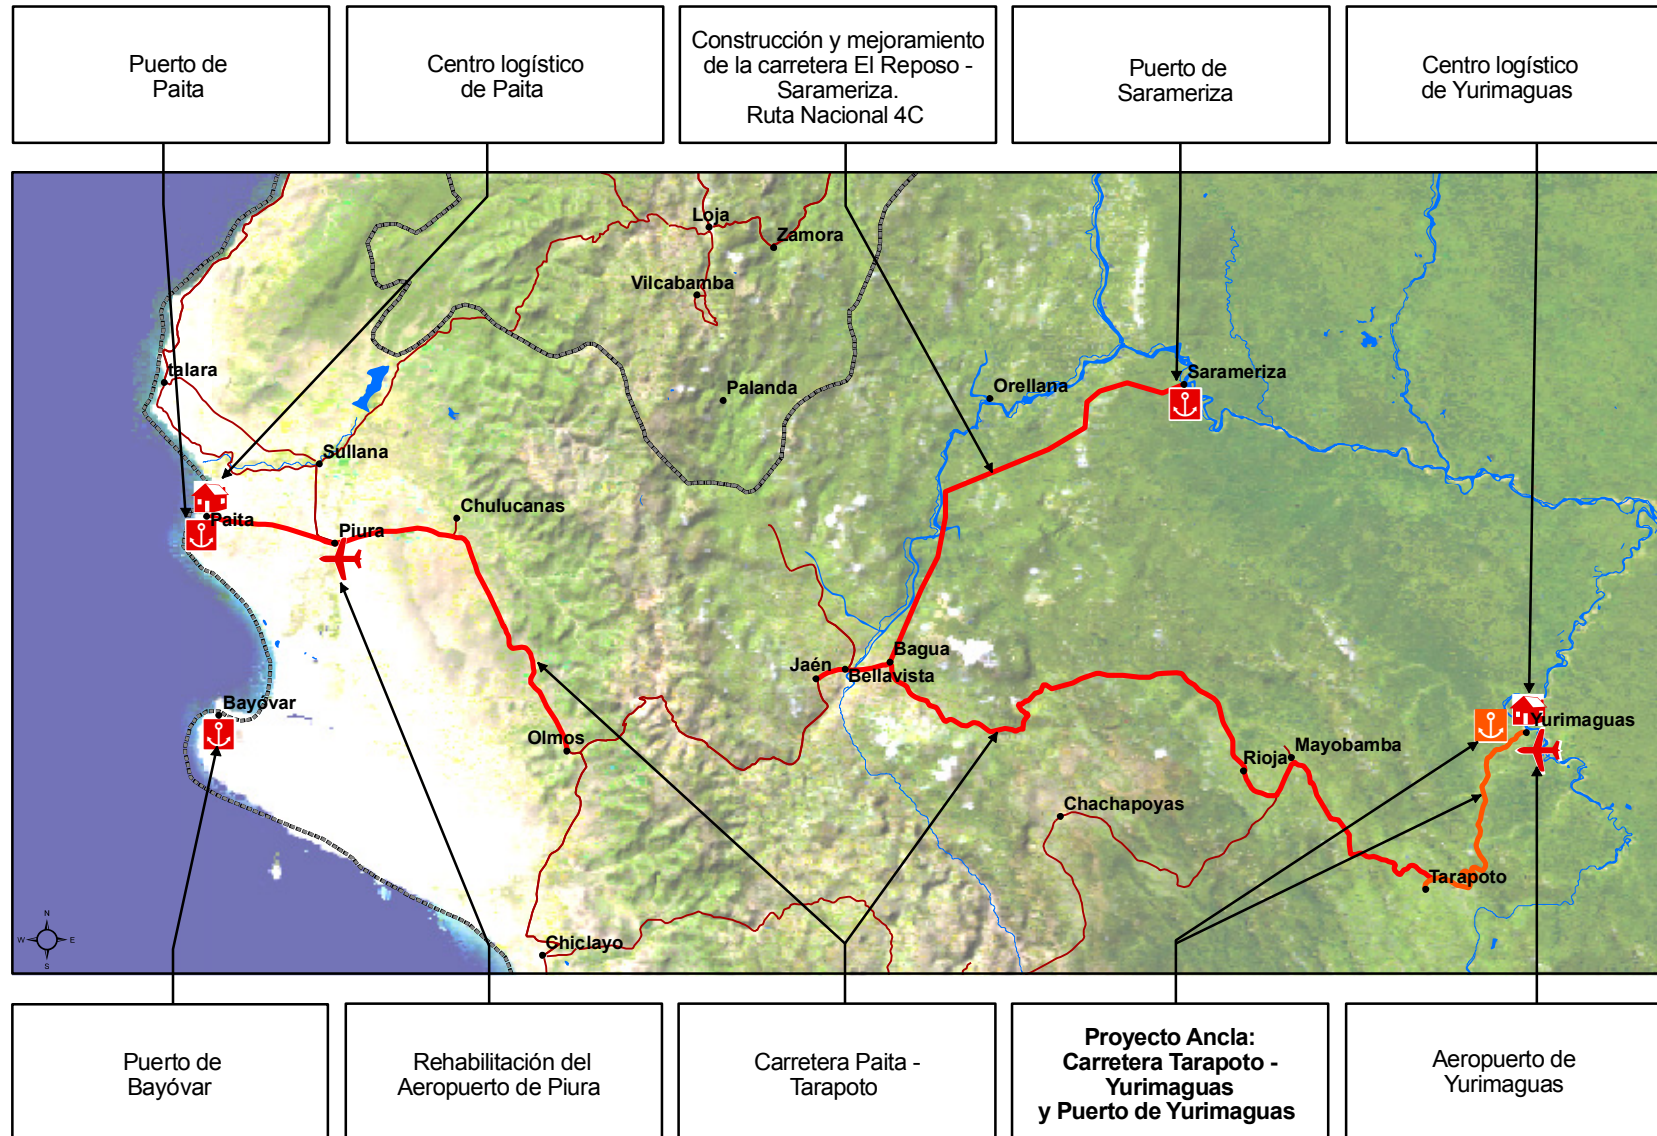 Puerto de
Paita
Centro logístico
de Paita
Construcción y mejoramiento
de la carretera El Reposo -
Sarameriza.
Ruta Nacional 4C
Puerto de
Sarameriza
Centro logístico
de Yurimaguas
Loja
Zamora
Vilcabamba
talara
Palanda
Orellana
Sarameriza
Sullana
Chulucanas
Paita
Piura
Bagua
Jaén
Bellavista
Bayóvar
Olmos
Rioja
Mayobamba
Yurimaguas
Chachapoyas
Tarapoto
Chiclayo
N
W
E
S
Puerto de
Bayóvar
Rehabilitación del
Aeropuerto de Piura
Carretera Paita -
Tarapoto
Proyecto Ancla:
Carretera Tarapoto -
Yurimaguas
y Puerto de Yurimaguas
Aeropuerto de
Yurimaguas